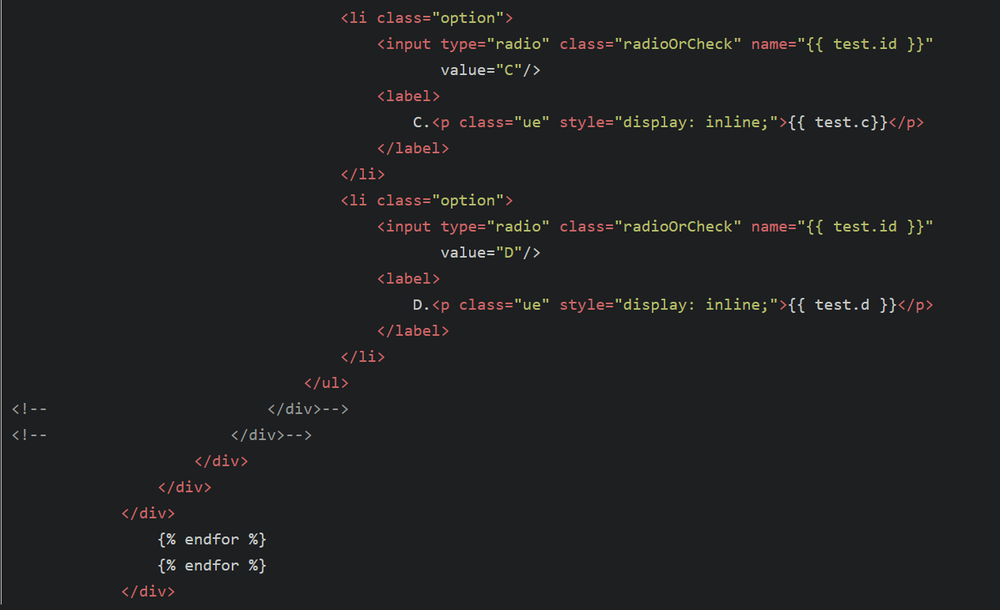 <li class="option">
<input type="radio" class="radioOrCheck" name="{{ test.id }}"
value="C"/>
<label>
C.<p class="ue" style="display: inline;">{{ test.c}}</p>
</label>
</li>
<li class="option">
<input type="radio" class="radioOrCheck" name="{{ test.id }}"
value="D"/>
<label>
D.<p class="ue" style="display: inline;">{{ test.d }}</p>
</label>
</li>
</ul>
<!--                        </div>-->
<!--                    </div>-->
</div>
</div>
</div>
{% endfor %}
{% endfor %}
</div>